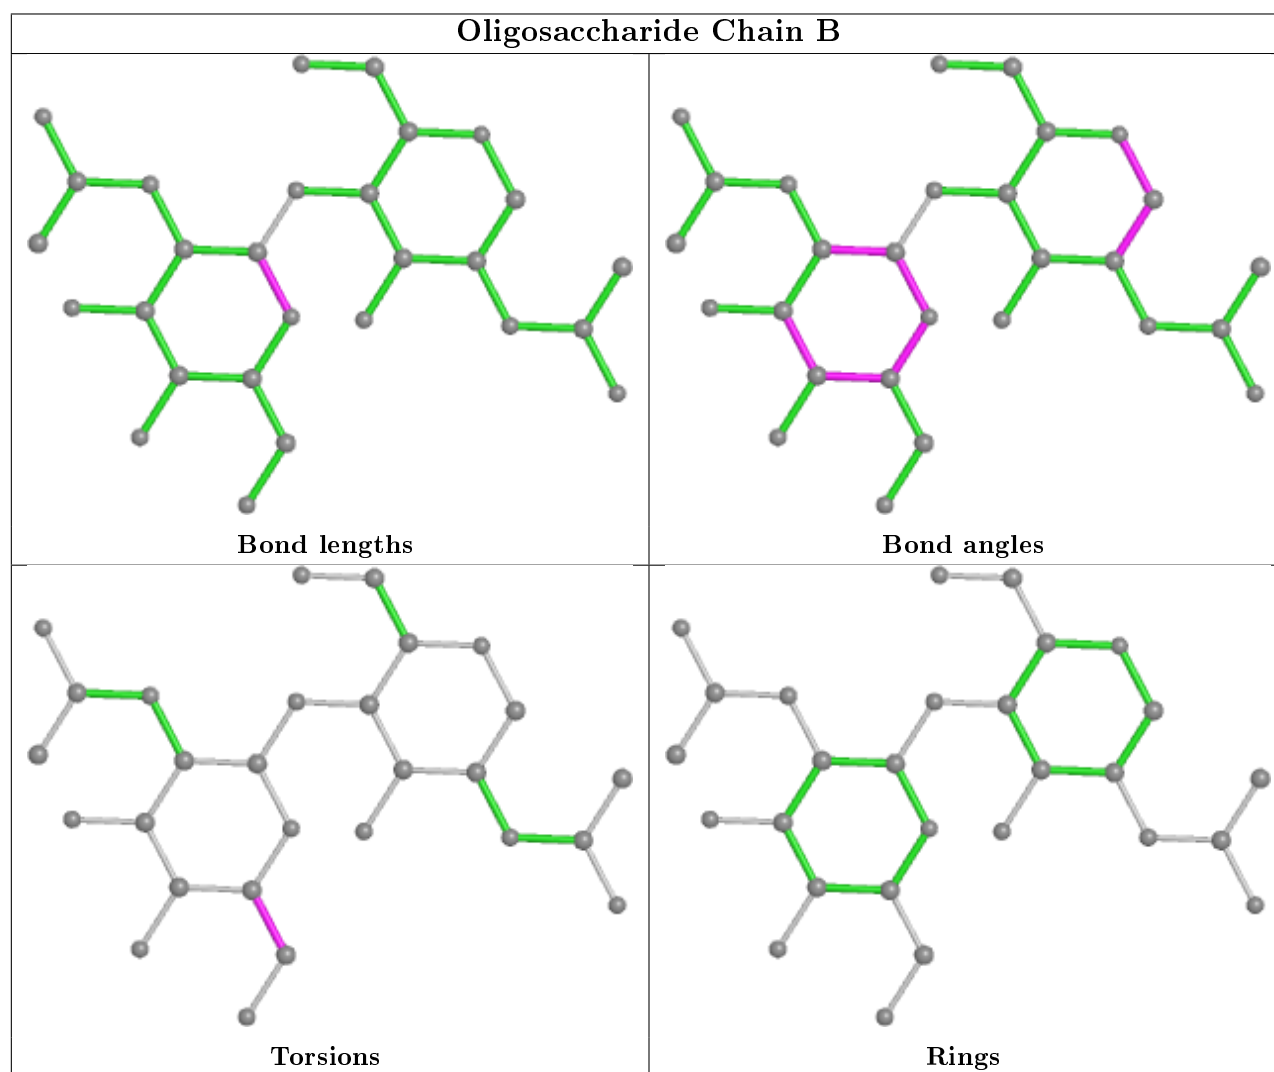 Oligosaccharide Chain B
Bond lengths
Bond angles
Torsions
Rings